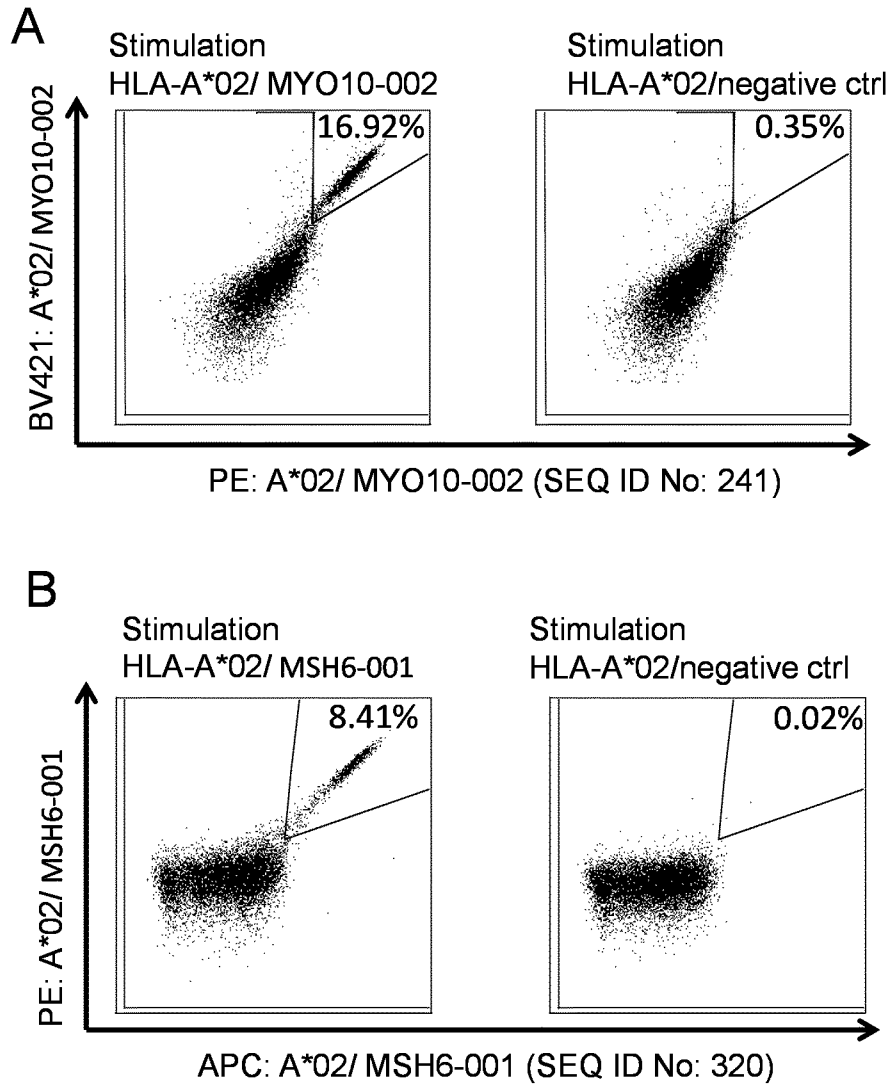 A
Stimulation
HLA-A*02/ MYO10-002
Stimulation
HLA-A*02/negative ctrl
16.92%
0.35%
BV421: A*02/ MYO10-002
PE: A*02/ MYO10-002 (SEQ ID No: 241)
B
Stimulation
HLA-A*02/ MSH6-001
Stimulation
HLA-A*02/negative ctrl
8.41%
0.02%
PE: A*02/ MSH6-001
APC: A*02/ MSH6-001 (SEQ ID No: 320)